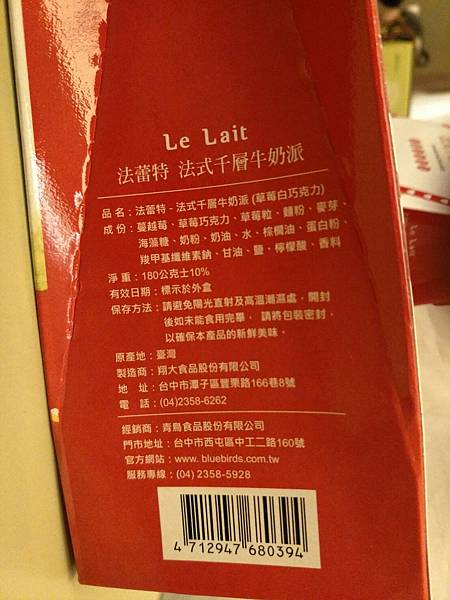 Le Lait
法蕾特 法式千層牛奶派
品名：法蕾特－法式千層牛奶派(草莓白巧克力)
成份：蔓越莓、草莓巧克力、草莓粒、麵粉、麥芽、
海藻糖、奶粉、奶油、水、棕櫚油、蛋白粉、
羧甲基纖維素鈉、甘油、鹽、檸檬酸、香料
淨重：180公克±10%
有效日期：標示於外盒
保存方法：請避免陽光直射及高溫潮濕處，開封
後如未能食用完畢， 請將包裝密封，
以確保本產品的新鮮美味。
原產地：臺灣
製造商：翔大食品股份有限公司
地 址：台中市潭子區豐栗路166巷8號
電 話：(04)2358-6262
經銷商：青鳥食品股份有限公司
門市地址：台中市西屯區中工二路160號
官方網站：www. bluebirds.com.tw
服務專線：(04) 2358-5928
4 712947 680394
Le Lait